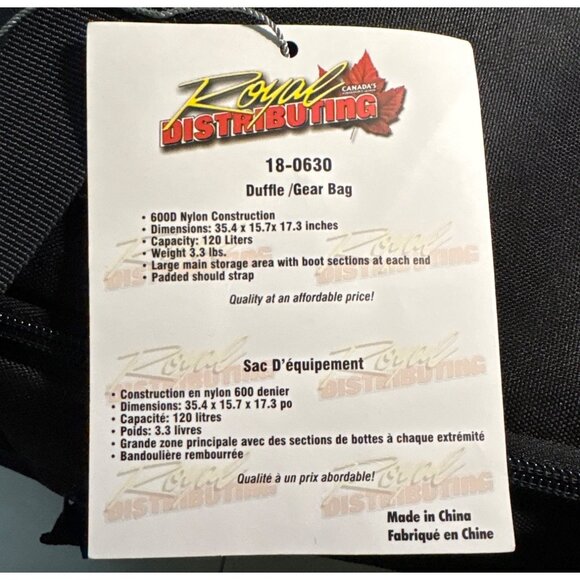 Royal
CANADA'S
DISTRIBUTING
18-0630
Duffle /Gear Bag
• 600D Nylon Construction
• Dimensions: 35.4 x 15.7x 17.3 inches
• Capacity: 120 Liters
• Weight 3.3 lbs.
• Large main storage area with boot sections at each end
• Padded should strap
Quality at an affordable price!
Sac D'équipement
• Construction en nylon 600 denier
• Dimensions: 35.4 x 15.7 x 17.3 po
• Capacité: 120 litres
• Poids: 3.3 livres
• Grande zone principale avec des sections de bottes à chaque extrémité
• Bandoulière rembourrée
Qualité à un prix abordable!
Made in China
Fabriqué en Chine